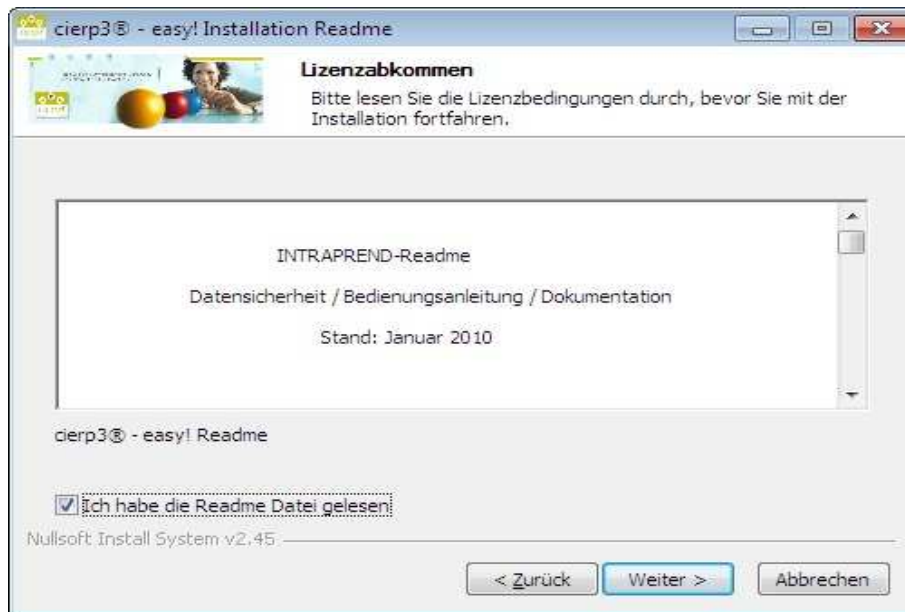 cierp3® - easy! Installation Readme
Lizenzabkommen
Bitte lesen Sie die Lizenzbedingungen durch, bevor Sie mit der
Installation fortfahren.
INTRAPREND-Readme
Datensicherheit / Bedienungsanleitung / Dokumentation
Stand: Januar 2010
cierp3® - easy! Readme
Ich habe die Readme Datei gelesen
Nullsoft Install System v2.45
< Zurück
Weiter >
Abbrechen